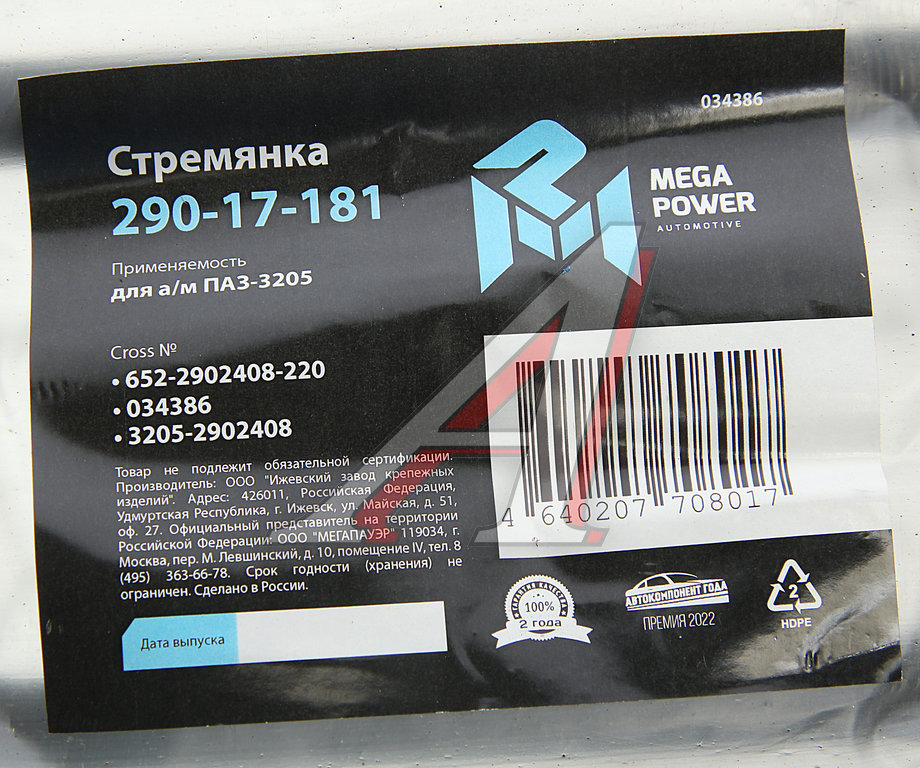 034386
Стремянка
290-17-181
MEGA
POWER
AUTOMOTIVE
Применяемость
для а/м ПАЗ-3205
Cross №
• 652-2902408-220
• 034386
• 3205-2902408
Товар не подлежит обязательной сертификации.
Производитель: ООО "Ижевский завод крепежных
изделий". Адрес: 426011, Российская Федерация,
Удмуртская Республика, г. Ижевск, ул. Майская, д. 51,
оф. 27. Официальный представитель на территории
Российской Федерации: ООО "МЕГАПАУЭР" 119034, г.
Москва, пер. М. Левшинский, д. 10, помещение IV, тел. 8
(495) 363-66-78. Срок годности (хранения) не
ограничен. Сделано в России.
4 640207 708017
Дата выпуска
ГАРАНТИЯ КАЧЕСТВА
100%
2 года
АВТОКОМПОНЕНТ ГОДА
ПРЕМИЯ 2022
2
HDPE